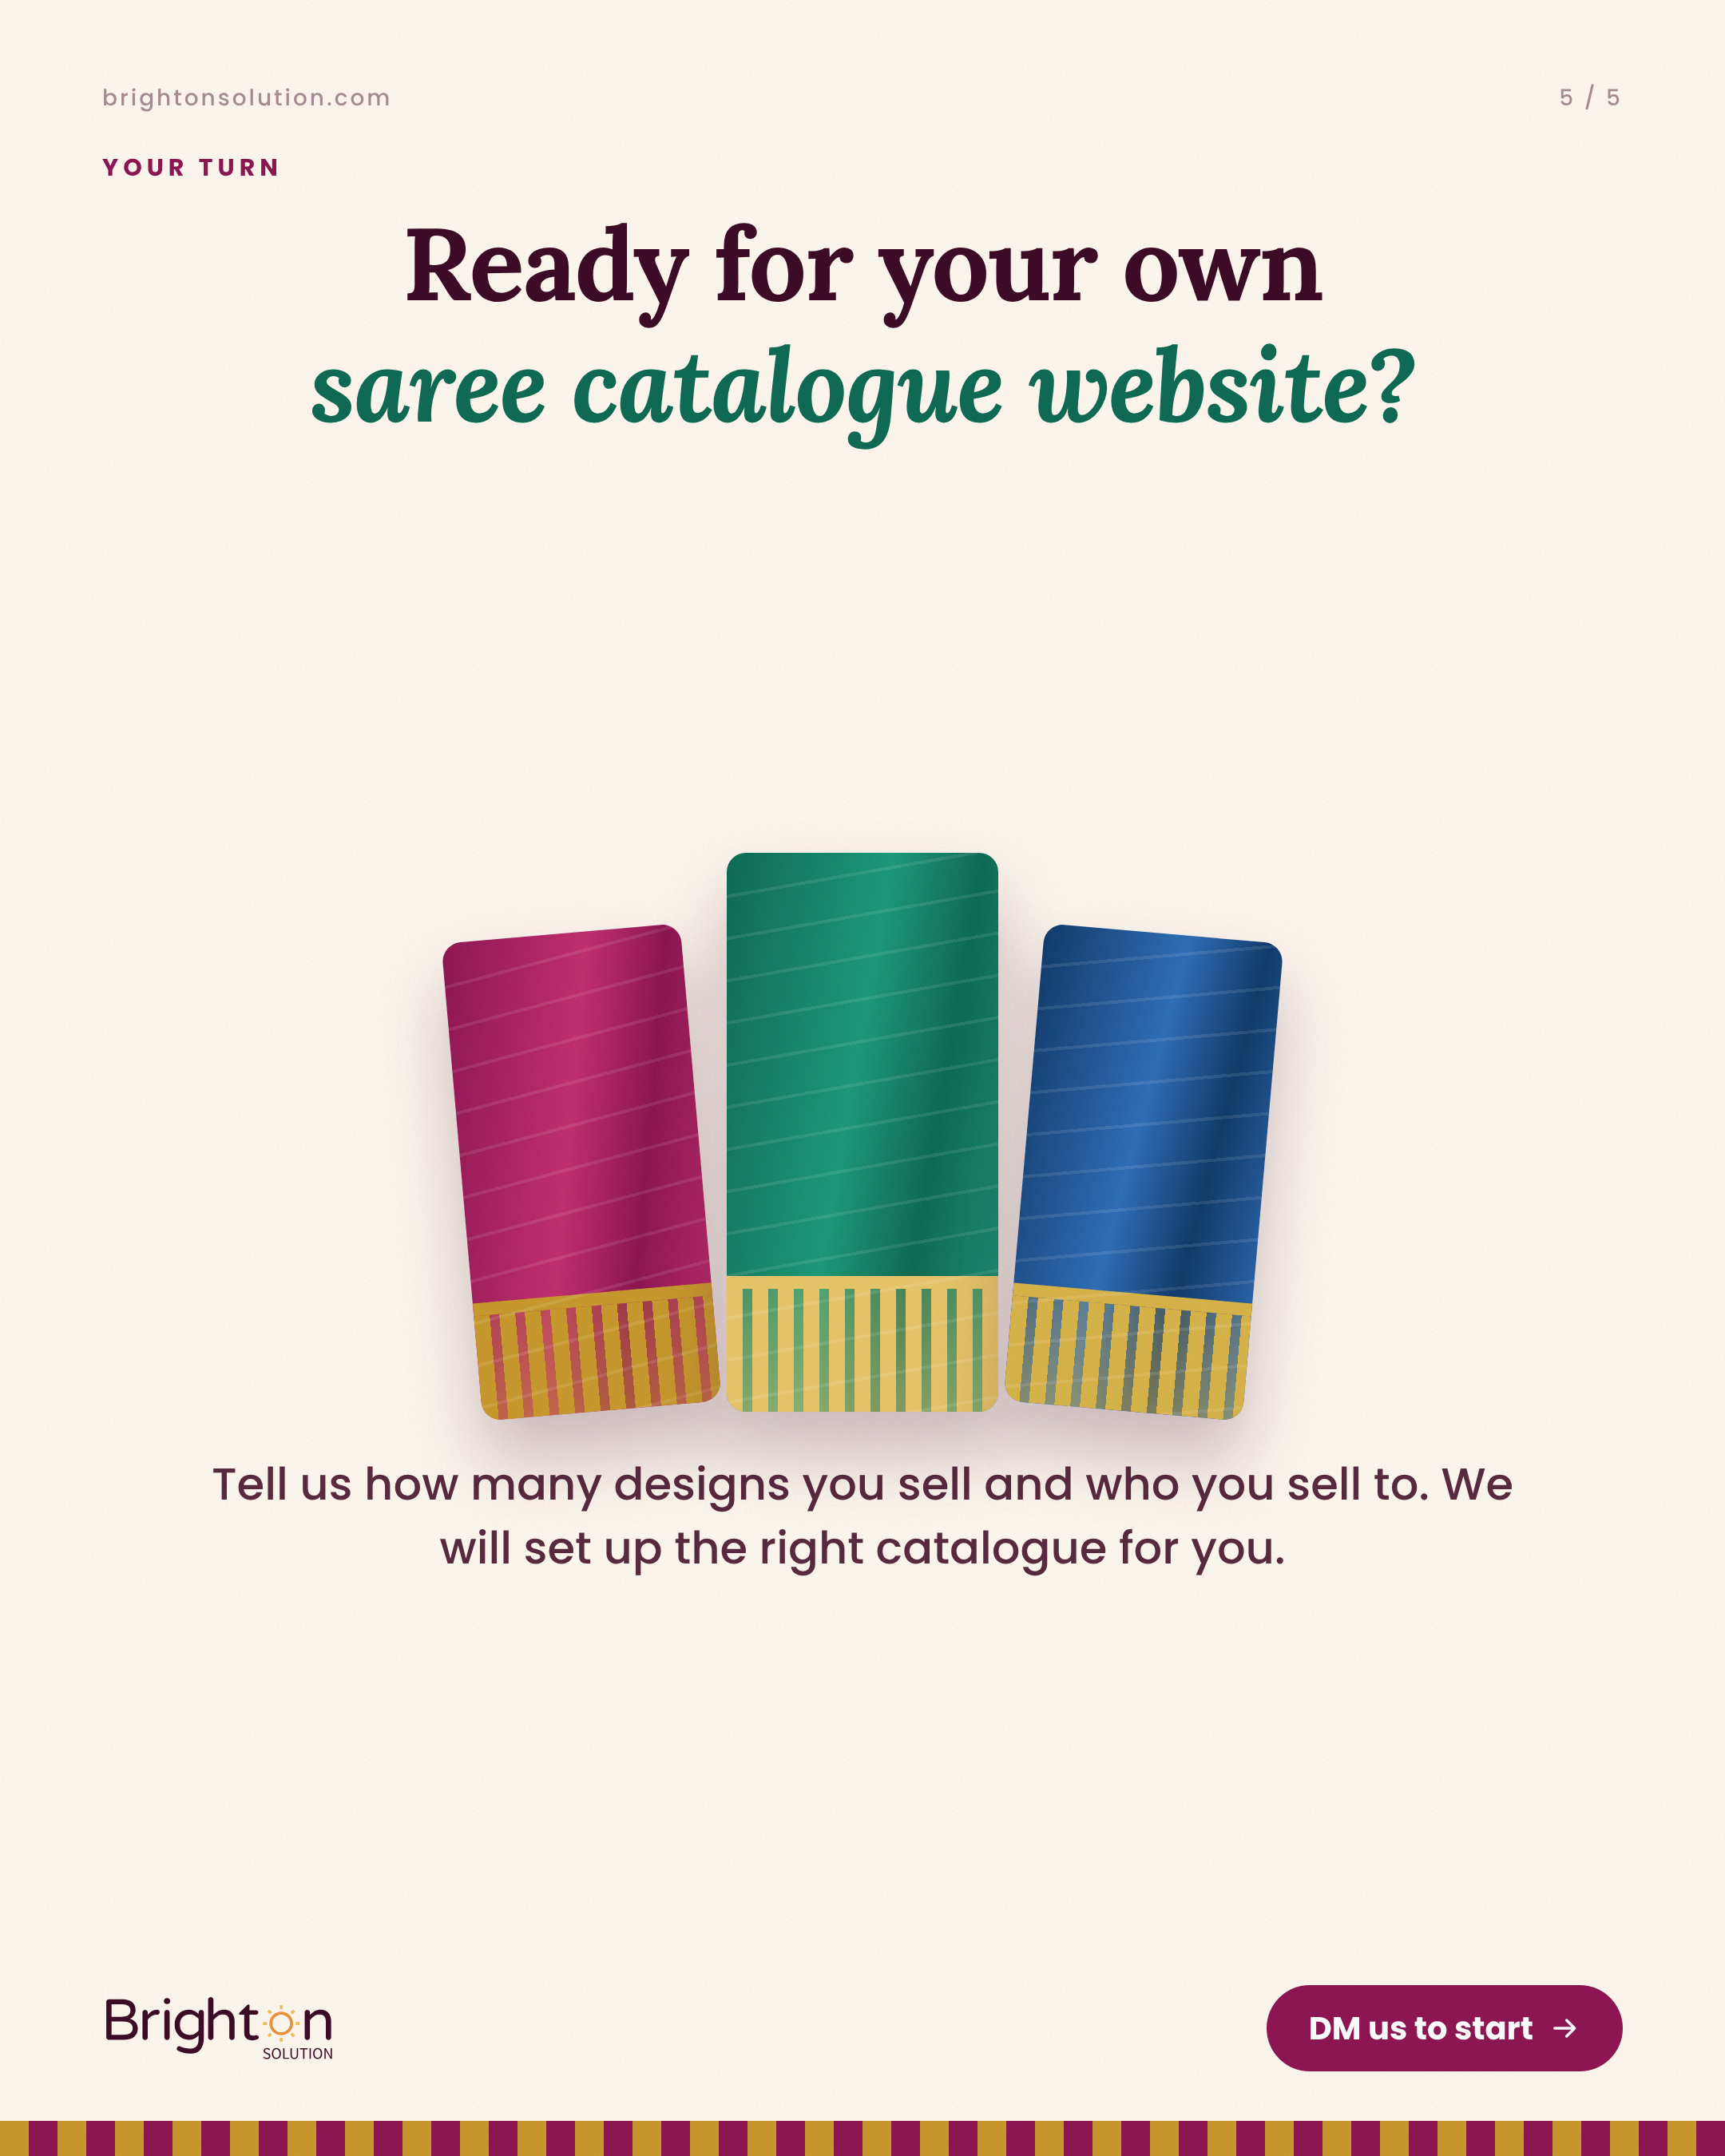 brightonsolution.com
5 / 5
YOUR TURN
Ready for your own
saree catalogue website?
Tell us how many designs you sell and who you sell to. We
will set up the right catalogue for you.
Brighton
SOLUTION
DM us to start →